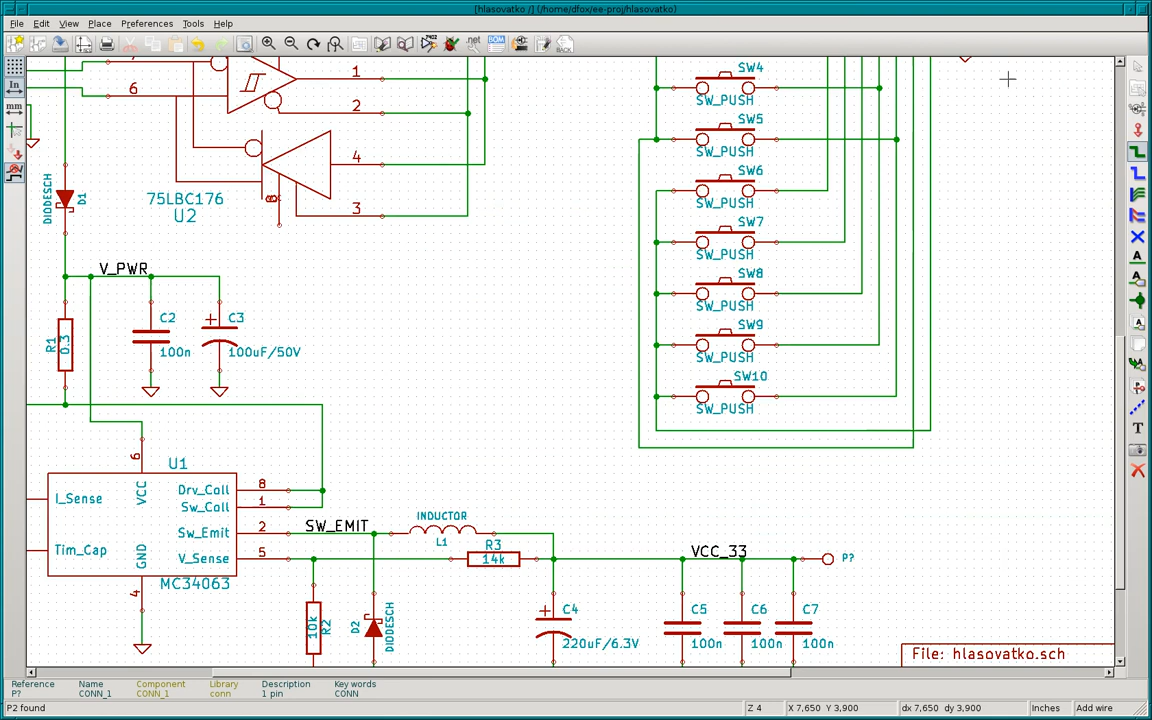 [hlasovatko /] (/home/dfox/ee-proj/hlasovatko)
File Edit View Place Preferences Tools Help
.net
BOM
BACK
In
mm
A
A
A
T
1
6
2
4
8
3
75LBC176
U2
DIODESCH
D1
V_PWR
C2
100n
C3
100uF/50V
R1
0.3
SW4
SW_PUSH
SW5
SW_PUSH
SW6
SW_PUSH
SW7
SW_PUSH
SW8
SW_PUSH
SW9
SW_PUSH
SW10
SW_PUSH
6
U1
I_Sense
VCC
Drv_Coll
8
Sw_Coll
1
Sw_Emit
2
Tim_Cap
GND
V_Sense
5
MC34063
4
SW_EMIT
INDUCTOR
L1
R3
14k
10k
R2
D2
DIODESCH
C4
220uF/6.3V
VCC_33
P?
C5
100n
C6
100n
C7
100n
File: hlasovatko.sch
Reference Name Component Library Description Key words
P? CONN_1 CONN_1 conn 1 pin CONN
P2 found Z 4 X 7,650 Y 3,900 dx 7,650 dy 3,900 Inches Add wire